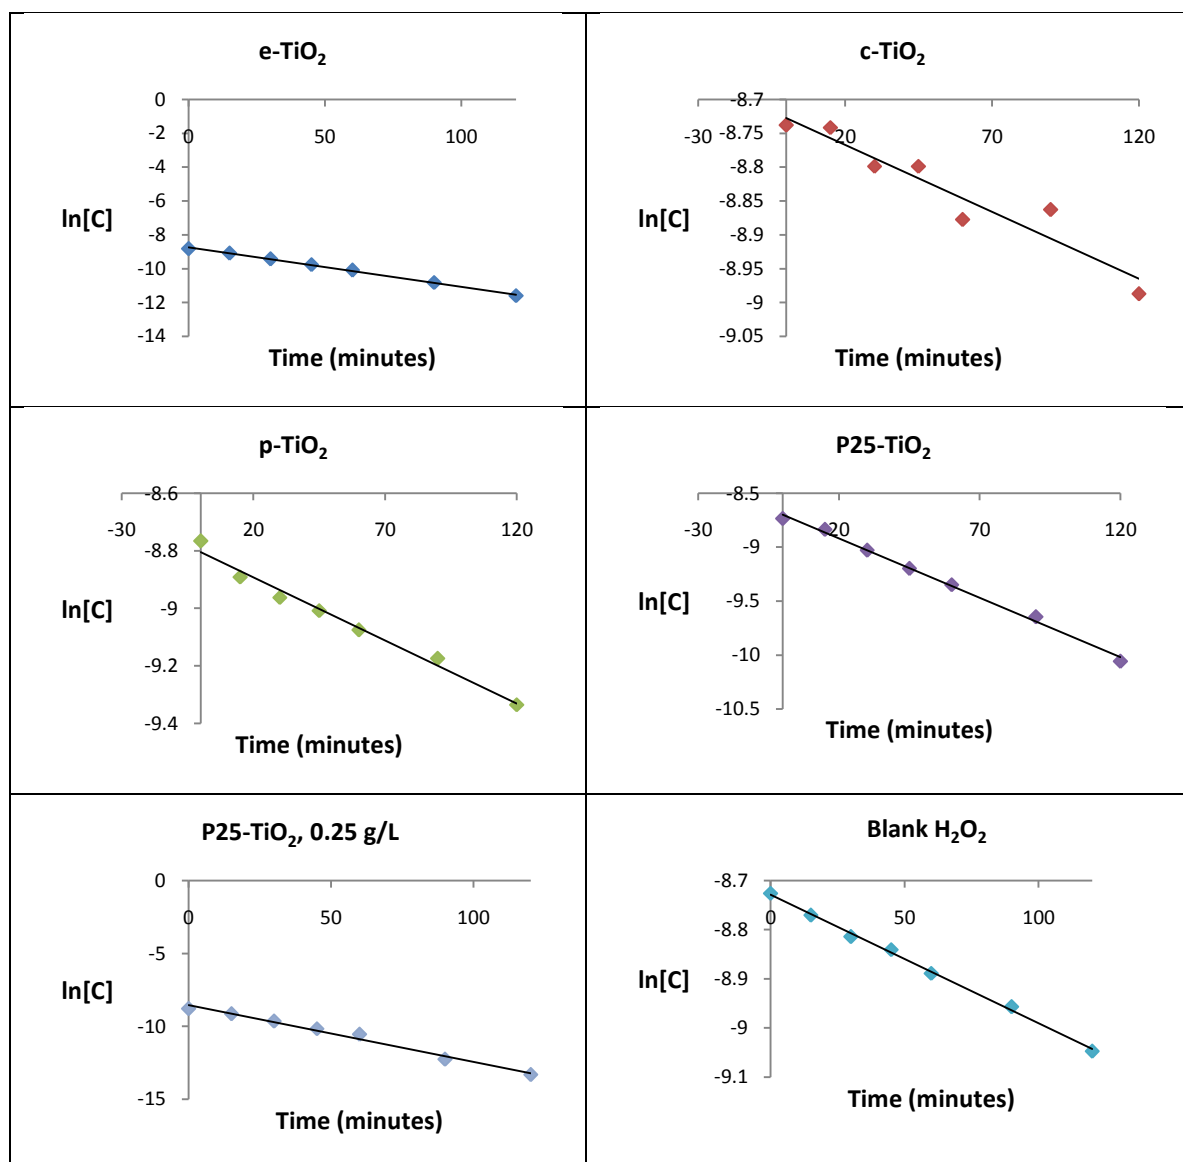 e-TiO₂
0
-2
-4
-6
-8
-10
-12
-14
0 50 100
ln[C]
Time (minutes)
c-TiO₂
-8.7
-8.75
-8.8
-8.85
-8.9
-8.95
-9
-9.05
-30 20 70 120
ln[C]
Time (minutes)
p-TiO₂
-8.6
-8.8
-9
-9.2
-9.4
-30 20 70 120
ln[C]
Time (minutes)
P25-TiO₂
-8.5
-9
-9.5
-10
-10.5
-30 20 70 120
ln[C]
Time (minutes)
P25-TiO₂, 0.25 g/L
0
-5
-10
-15
0 50 100
ln[C]
Time (minutes)
Blank H₂O₂
-8.7
-8.8
-8.9
-9
-9.1
0 50 100
ln[C]
Time (minutes)